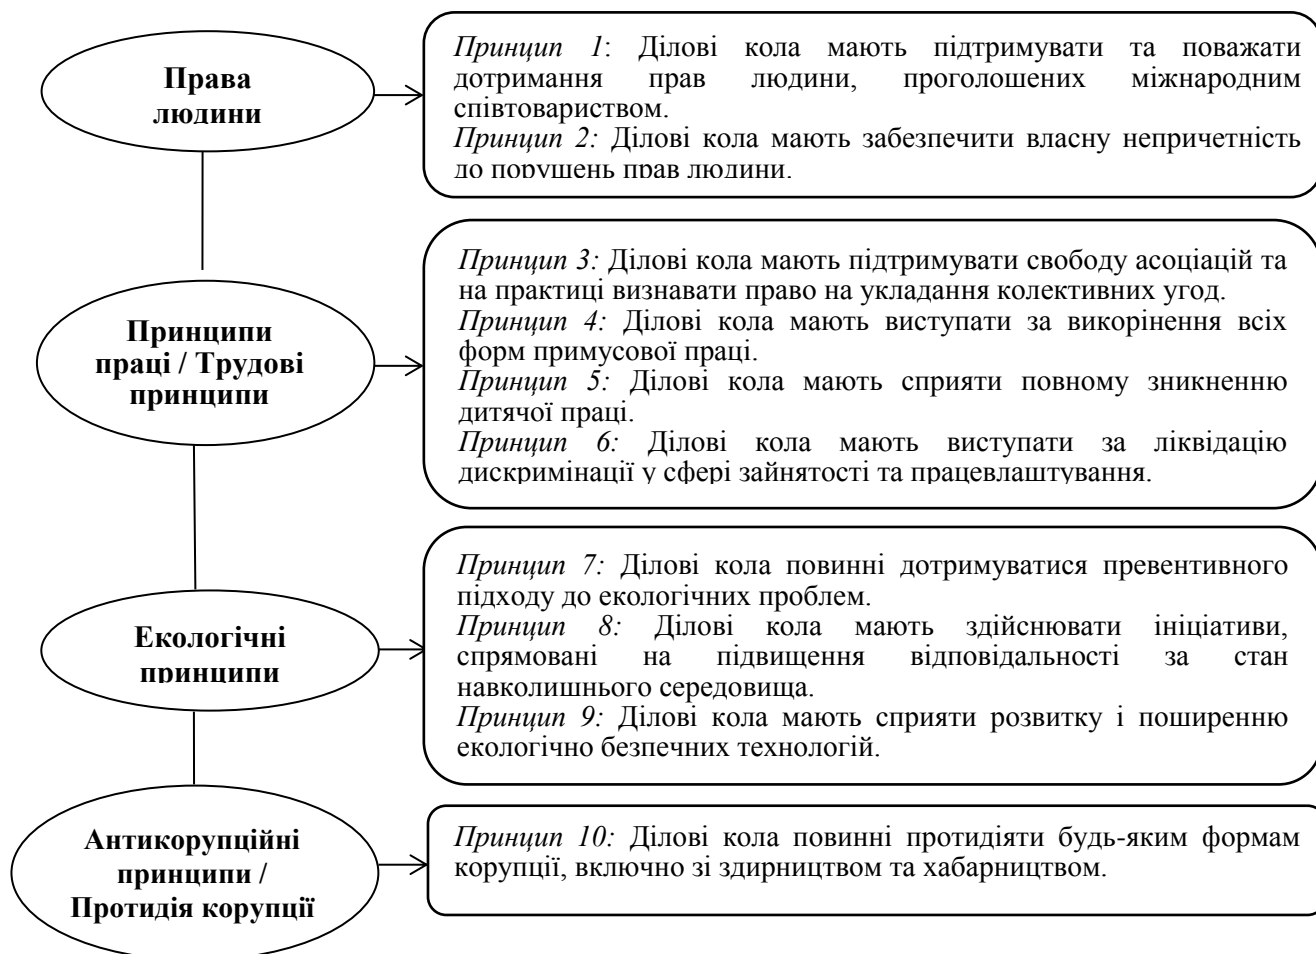 Права
людини
Принцип 1: Ділові кола мають підтримувати та поважати
дотримання прав людини, проголошених міжнародним
співтовариством.
Принцип 2: Ділові кола мають забезпечити власну непричетність
до порушень прав людини.
Принципи
праці / Трудові
принципи
Принцип 3: Ділові кола мають підтримувати свободу асоціацій та
на практиці визнавати право на укладання колективних угод.
Принцип 4: Ділові кола мають виступати за викорінення всіх
форм примусової праці.
Принцип 5: Ділові кола мають сприяти повному зникненню
дитячої праці.
Принцип 6: Ділові кола мають виступати за ліквідацію
дискримінації у сфері зайнятості та працевлаштування.
Екологічні
принципи
Принцип 7: Ділові кола повинні дотримуватися превентивного
підходу до екологічних проблем.
Принцип 8: Ділові кола мають здійснювати ініціативи,
спрямовані на підвищення відповідальності за стан
навколишнього середовища.
Принцип 9: Ділові кола мають сприяти розвитку і поширенню
екологічно безпечних технологій.
Антикорупційні
принципи /
Протидія корупції
Принцип 10: Ділові кола повинні протидіяти будь-яким формам
корупції, включно зі здирництвом та хабарництвом.